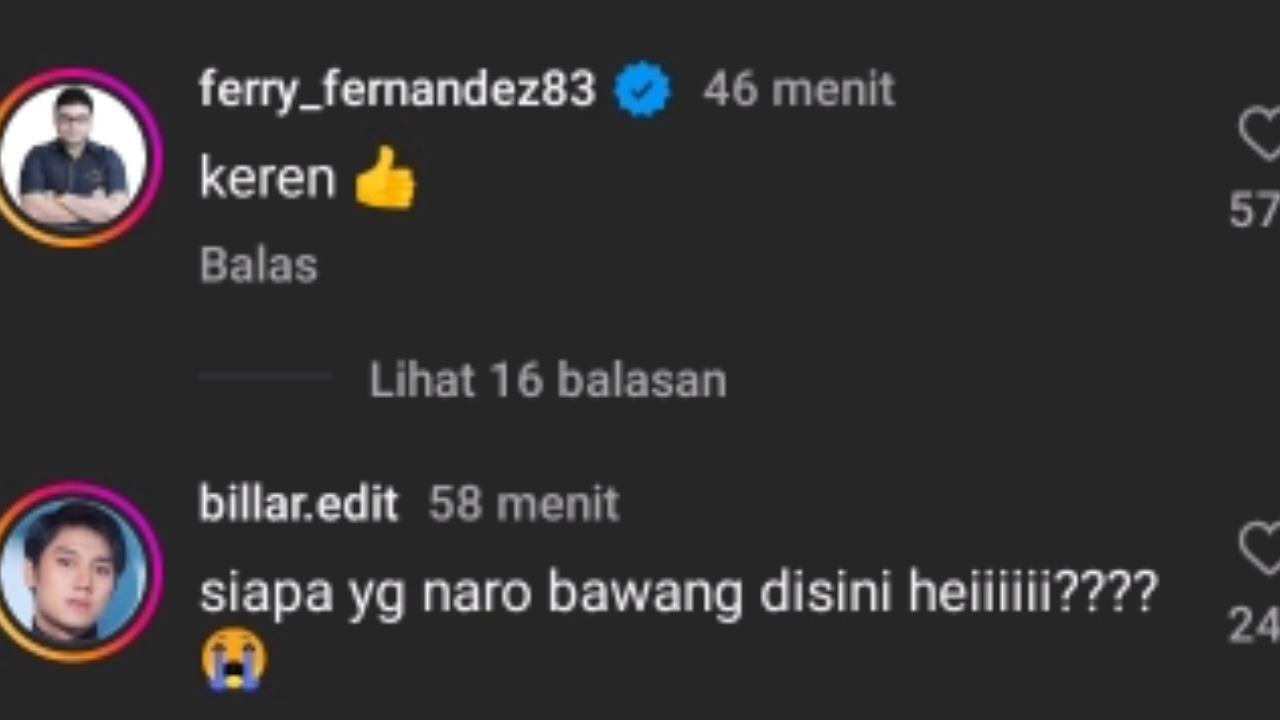 ferry_fernandez83 46 menit
keren 👍
57
Balas
Lihat 16 balasan
billar.edit 58 menit
siapa yg naro bawang disini heiiiiii????
😭
24